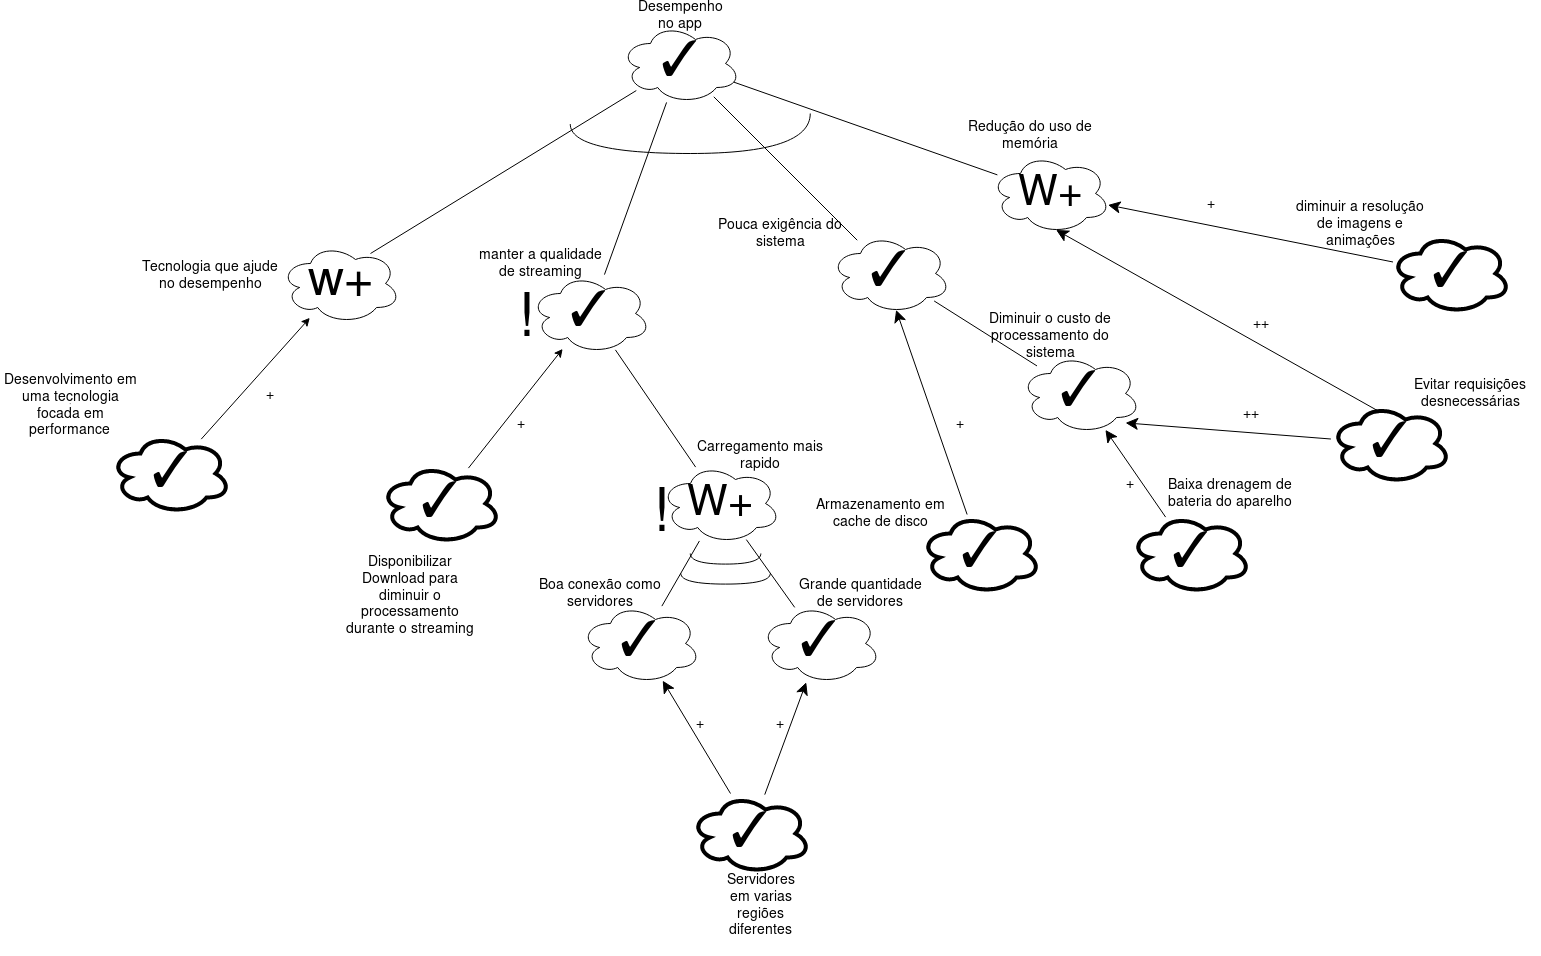 Desempenho
no app
✓
Redução do uso de
memória
W+
diminuir a resolução
de imagens e
animações
✓
+
Pouca exigência do
sistema
✓
manter a qualidade
de streaming
!
✓
Tecnologia que ajude
no desempenho
W+
Diminuir o custo de
processamento do
sistema
✓
++
Desenvolvimento em
uma tecnologia
focada em
performance
+
✓
Evitar requisições
desnecessárias
✓
++
+
+
Carregamento mais
rapido
!
W+
Disponibilizar
Download para
diminuir o
processamento
durante o streaming
✓
Armazenamento em
cache de disco
✓
+
Baixa drenagem de
bateria do aparelho
✓
Boa conexão como
servidores
✓
Grande quantidade
de servidores
✓
+
+
✓
Servidores
em varias
regiões
diferentes